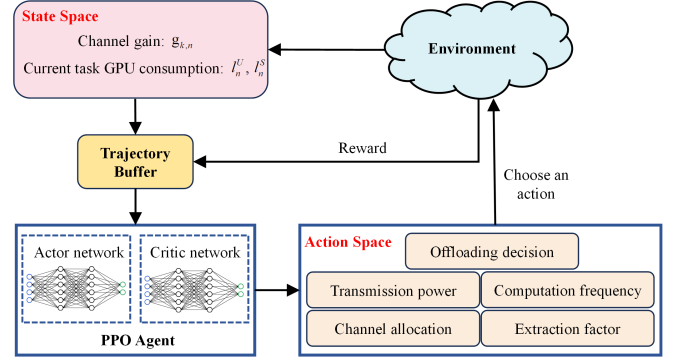 State Space
Channel gain: g_{k,n}
Current task GPU consumption: l_n^U, l_n^S
Environment
Trajectory
Buffer
Reward
Choose an
action
Actor network
Critic network
PPO Agent
Action Space
Offloading decision
Transmission power
Computation frequency
Channel allocation
Extraction factor